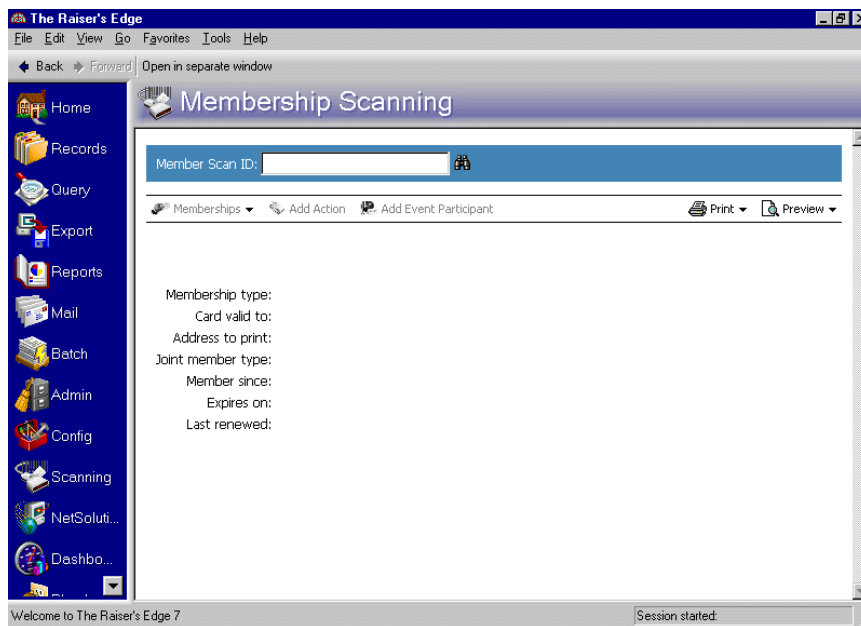 The Raiser's Edge
File Edit View Go Favorites Tools Help
Back Forward Open in separate window
Membership Scanning
Home
Records
Query
Export
Reports
Mail
Batch
Admin
Config
Scanning
NetSoluti...
Dashbo...
Member Scan ID:
Memberships Add Action Add Event Participant Print Preview
Membership type:
Card valid to:
Address to print:
Joint member type:
Member since:
Expires on:
Last renewed:
Welcome to The Raiser's Edge 7 Session started: